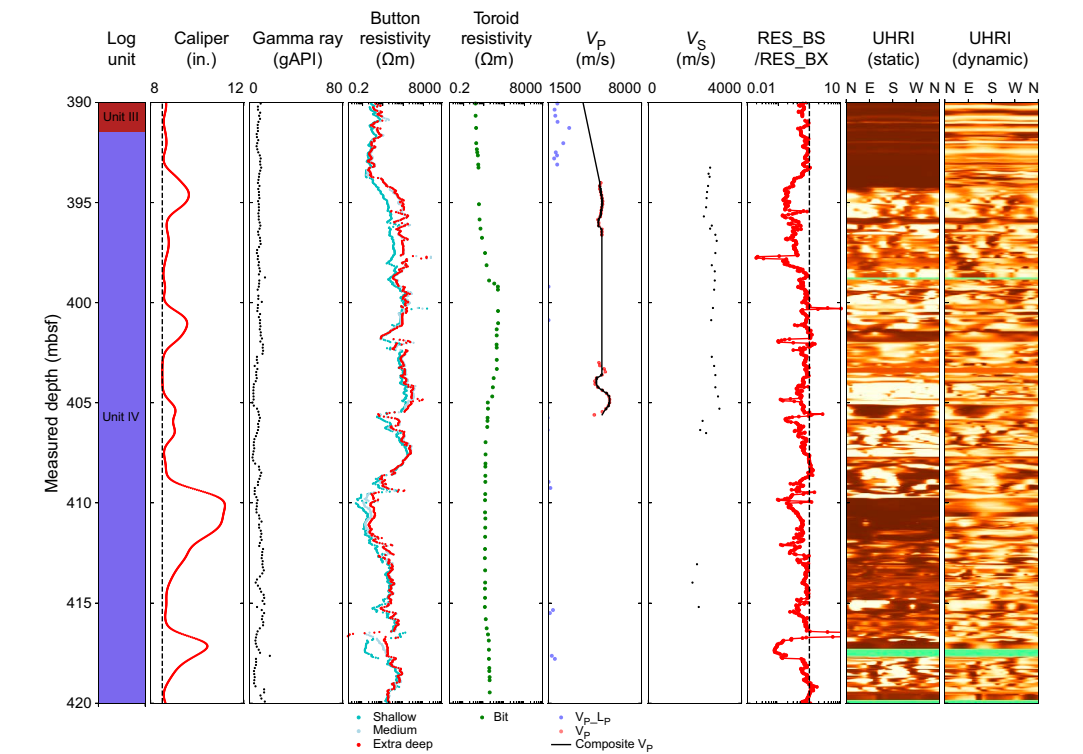 Log unit
Caliper (in.)
Gamma ray (gAPI)
Button resistivity (Ωm)
Toroid resistivity (Ωm)
VP (m/s)
VS (m/s)
RES_BS /RES_BX
UHRI (static)
UHRI (dynamic)
8 12 0 80 0.2 8000 0.2 8000 1500 8000 0 4000 0.01 10 N E S W N N E S W N
390
Unit III
395
400
405
Unit IV
410
415
420
Measured depth (mbsf)
Shallow
Medium
Extra deep
Bit
VP_LP
VP
Composite VP